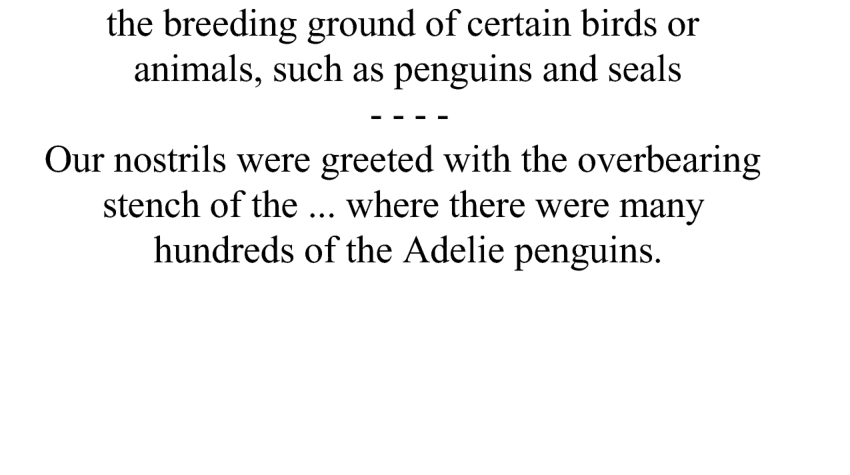 the breeding ground of certain birds or
animals, such as penguins and seals
- - - -
Our nostrils were greeted with the overbearing
stench of the ... where there were many
hundreds of the Adelie penguins.